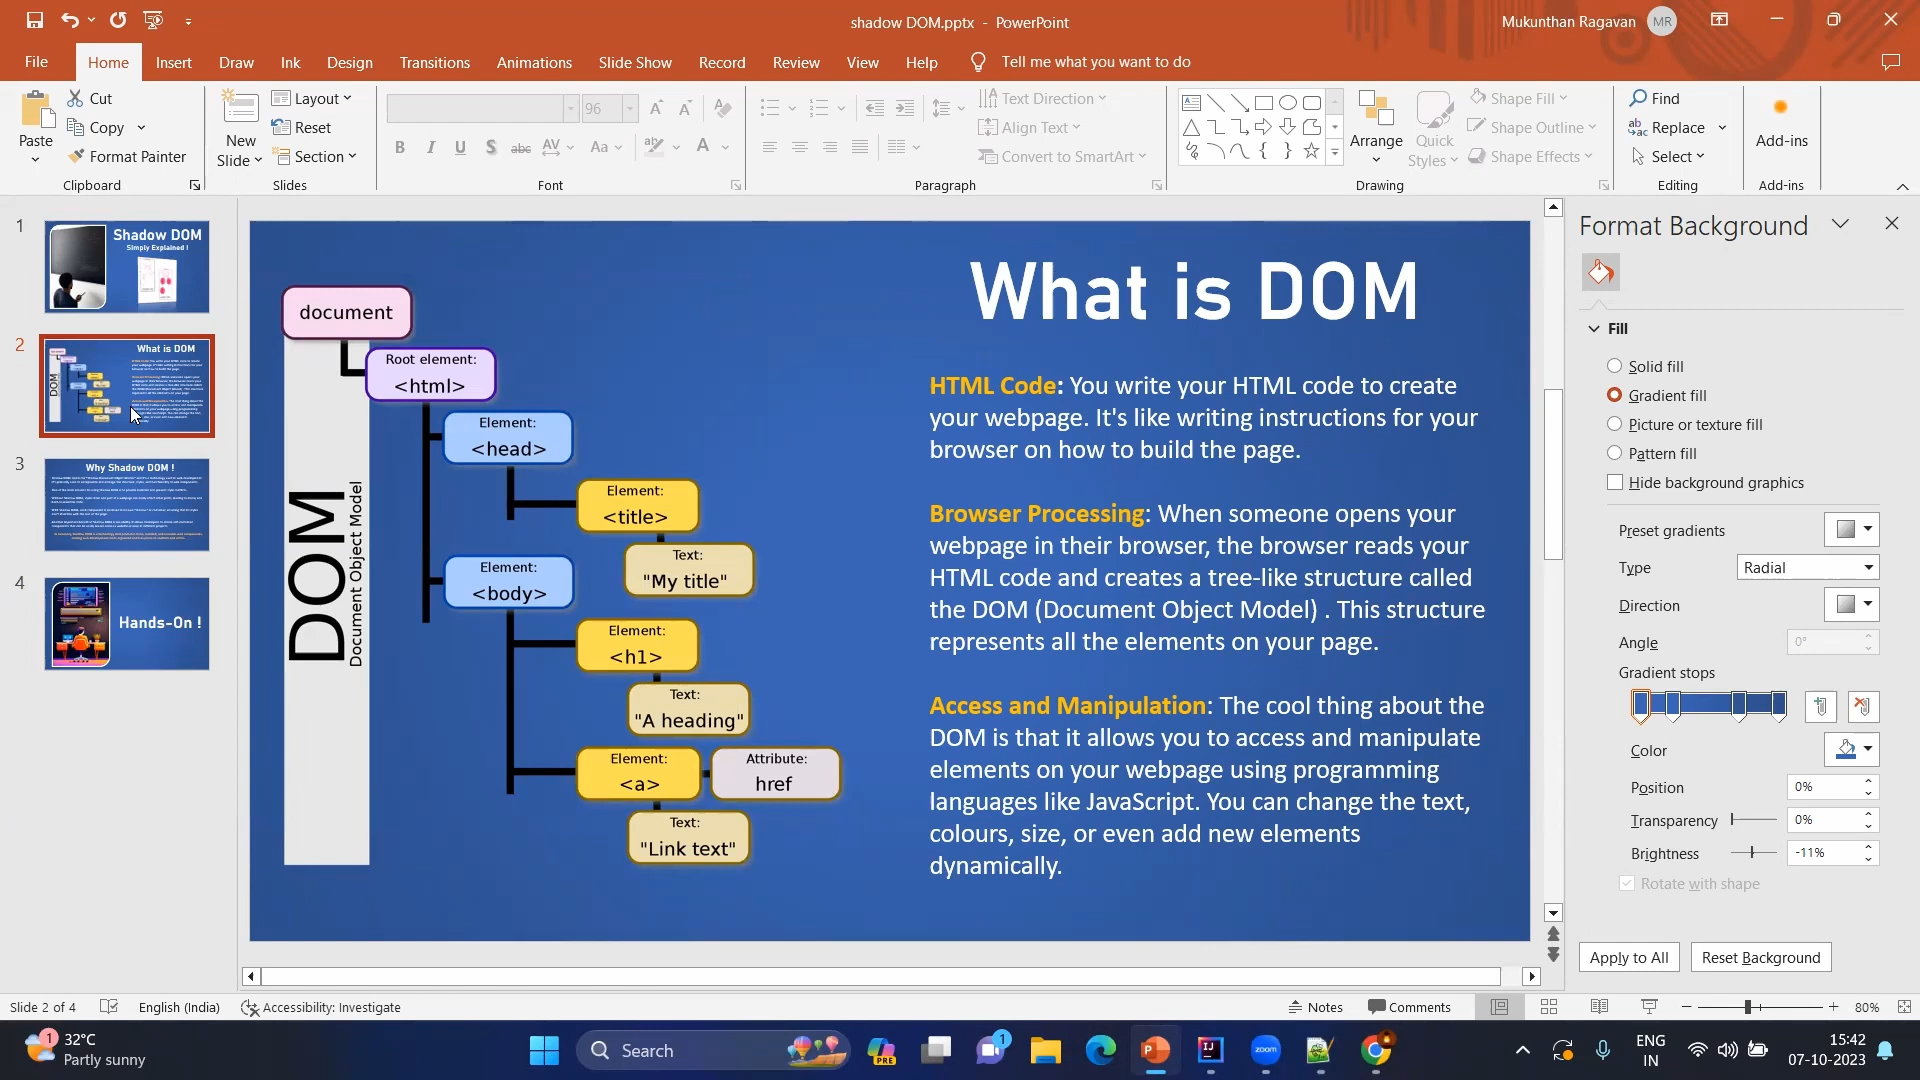 shadow DOM.pptx - PowerPoint
Mukunthan Ragavan
MR
File
Home
Insert
Draw
Ink
Design
Transitions
Animations
Slide Show
Record
Review
View
Help
Tell me what you want to do
Paste
Cut
Copy
Format Painter
Clipboard
New
Slide
Layout
Reset
Section
Slides
96
B I U S abc AV Aa A
Font
Text Direction
Align Text
Convert to SmartArt
Paragraph
Arrange
Quick
Styles
Shape Fill
Shape Outline
Shape Effects
Drawing
Find
Replace
Select
Editing
Add-ins
Add-ins
1
Shadow DOM
Simply Explained !
2
What is DOM
3
Why Shadow DOM !
4
Hands-On !
document
Root element:
<html>
Element:
<head>
Element:
<title>
Text:
"My title"
Element:
<body>
Element:
<h1>
Text:
"A heading"
Element:
<a>
Attribute:
href
Text:
"Link text"
DOM
Document Object Model
What is DOM
HTML Code: You write your HTML code to create
your webpage. It's like writing instructions for your
browser on how to build the page.
Browser Processing: When someone opens your
webpage in their browser, the browser reads your
HTML code and creates a tree-like structure called
the DOM (Document Object Model) . This structure
represents all the elements on your page.
Access and Manipulation: The cool thing about the
DOM is that it allows you to access and manipulate
elements on your webpage using programming
languages like JavaScript. You can change the text,
colours, size, or even add new elements
dynamically.
Format Background
Fill
Solid fill
Gradient fill
Picture or texture fill
Pattern fill
Hide background graphics
Preset gradients
Type Radial
Direction
Angle 0°
Gradient stops
Color
Position 0%
Transparency 0%
Brightness -11%
Rotate with shape
Apply to All
Reset Background
Slide 2 of 4
English (India)
Accessibility: Investigate
Notes
Comments
80%
1
32°C
Partly sunny
Search
PRE
1
zoom
ENG
IN
15:42
07-10-2023